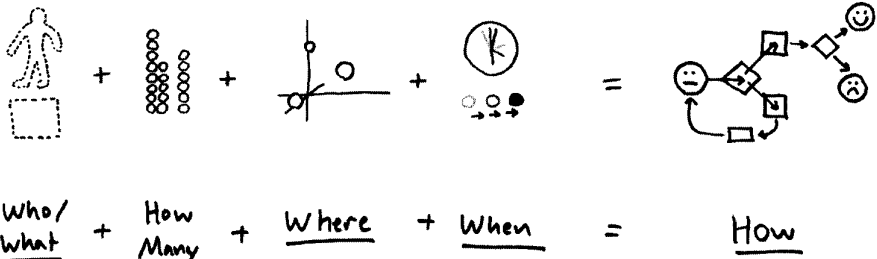 + + + =
Who/ What + How Many + Where + When = How